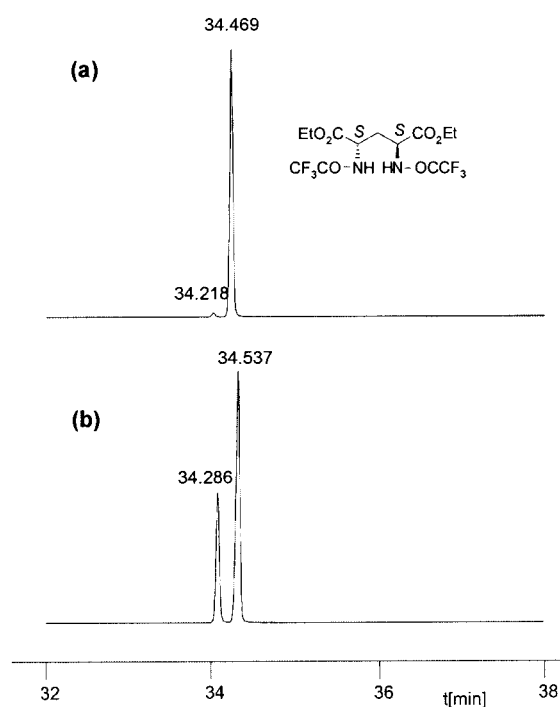 34.469
(a)
S S
EtO₂C CO₂Et
CF₃CO-NH HN-OCCF₃
34.218
34.537
(b)
34.286
32 34 36 38
t[min]